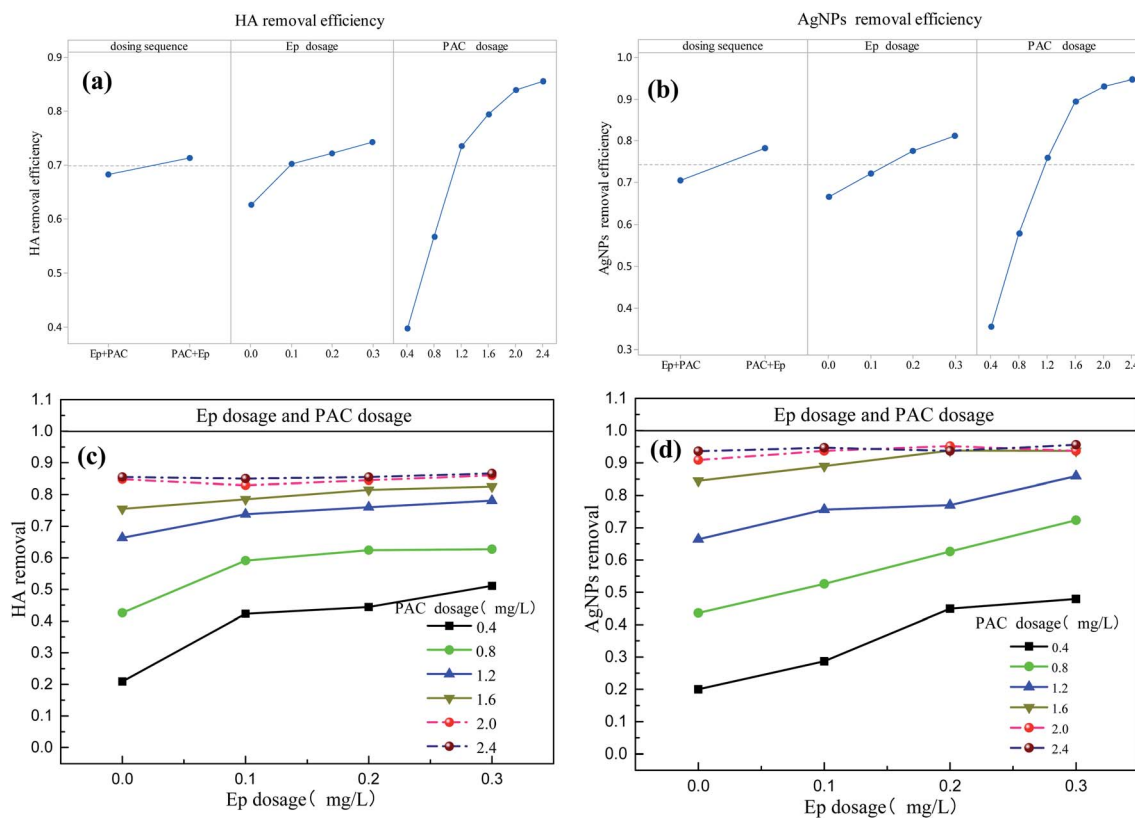 HA removal efficiency
dosing sequence Ep dosage PAC dosage
(a)
HA removal efficiency
0.9
0.8
0.7
0.6
0.5
0.4
Ep+PAC PAC+Ep 0.0 0.1 0.2 0.3 0.4 0.8 1.2 1.6 2.0 2.4
AgNPs removal efficiency
dosing sequence Ep dosage PAC dosage
(b)
AgNPs removal efficiency
1.0
0.9
0.8
0.7
0.6
0.5
0.4
0.3
Ep+PAC PAC+Ep 0.0 0.1 0.2 0.3 0.4 0.8 1.2 1.6 2.0 2.4
Ep dosage and PAC dosage
(c)
HA removal
1.1
1.0
0.9
0.8
0.7
0.6
0.5
0.4
0.3
0.2
0.1
0.0
PAC dosage( mg/L)
0.4
0.8
1.2
1.6
2.0
2.4
0.0 0.1 0.2 0.3
Ep dosage( mg/L)
Ep dosage and PAC dosage
(d)
AgNPs removal
1.1
1.0
0.9
0.8
0.7
0.6
0.5
0.4
0.3
0.2
0.1
0.0
PAC dosage( mg/L)
0.4
0.8
1.2
1.6
2.0
2.4
0.0 0.1 0.2 0.3
Ep dosage( mg/L)